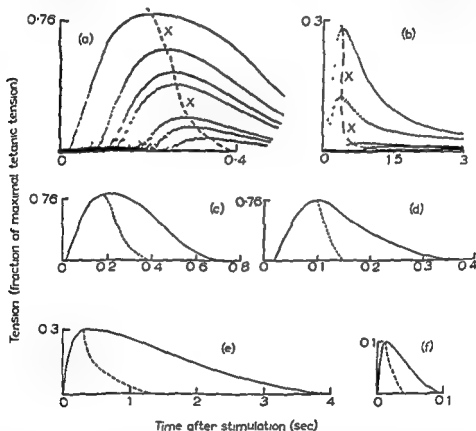 0·76
(a)
X
X
0
0·4
0·3
(b)
X
X
0
1·5
3
Tension (fraction of maximal tetanic tension)
0·76
(c)
0
0·2
0·4
0·6
0·8
0·76
(d)
0
0·1
0·2
0·3
0·4
0·3
(e)
0
1
2
3
4
0·1
(f)
0
0·1
Time after stimulation (sec)